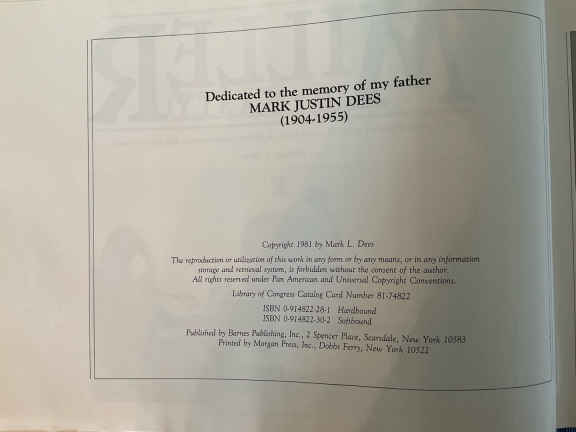 Dedicated to the memory of my father
MARK JUSTIN DEES
(1904-1955)
Copyright 1981 by Mark L. Dees
The reproduction or utilization of this work in any form or by any means, or in any information
storage and retrieval system, is forbidden without the consent of the author.
All rights reserved under Pan American and Universal Copyright Conventions.
Library of Congress Catalog Card Number 81-74822
ISBN 0-914822-28-1 Hardbound
ISBN 0-914822-30-2 Softbound
Published by Barnes Publishing, Inc., 2 Spencer Place, Scarsdale, New York 10583
Printed by Morgan Press, Inc., Dobbs Ferry, New York 10522